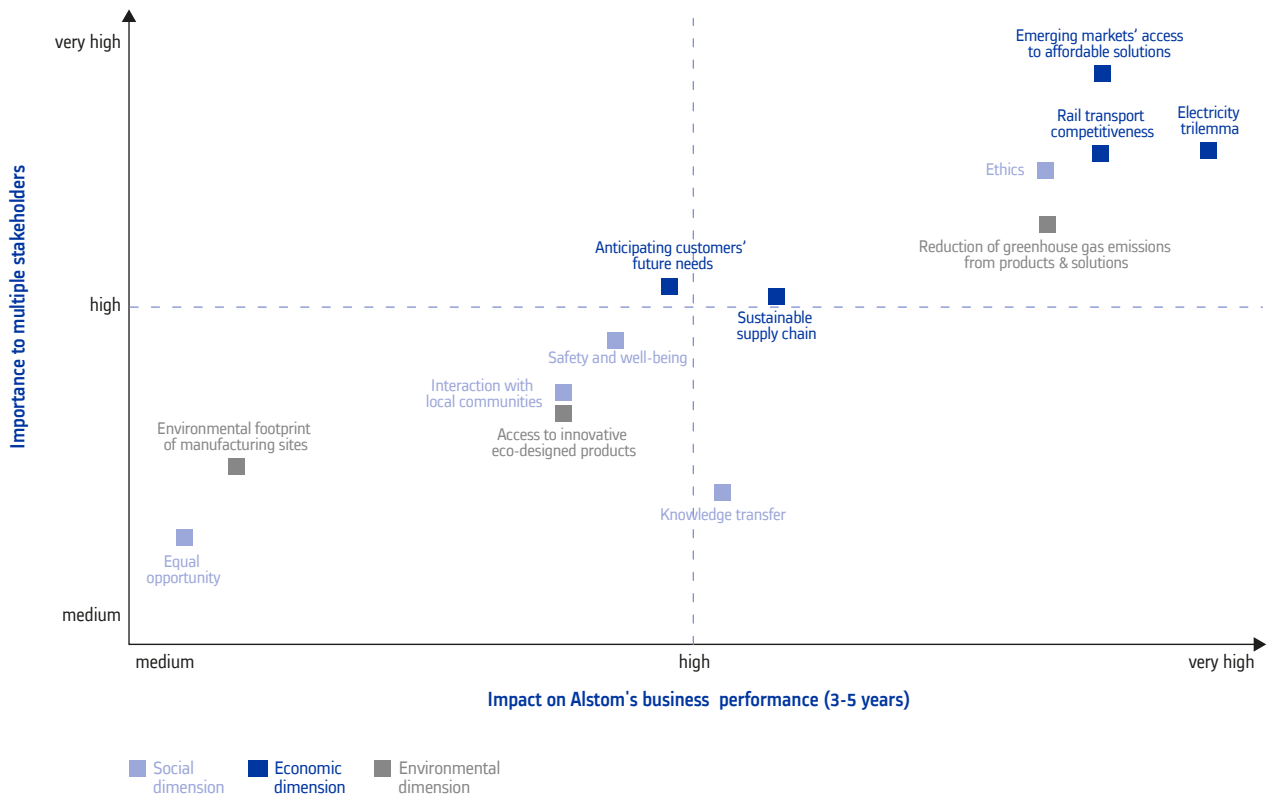 very high
Emerging markets’ access
to affordable solutions
Rail transport
competitiveness
Electricity
trilemma
Ethics
Reduction of greenhouse gas emissions
from products & solutions
Anticipating customers’
future needs
high
Sustainable
supply chain
Safety and well-being
Interaction with
local communities
Environmental footprint
of manufacturing sites
Access to innovative
eco-designed products
Knowledge transfer
Equal
opportunity
medium
Importance to multiple stakeholders
medium
high
very high
Impact on Alstom's business performance (3-5 years)
Social
dimension
Economic
dimension
Environmental
dimension